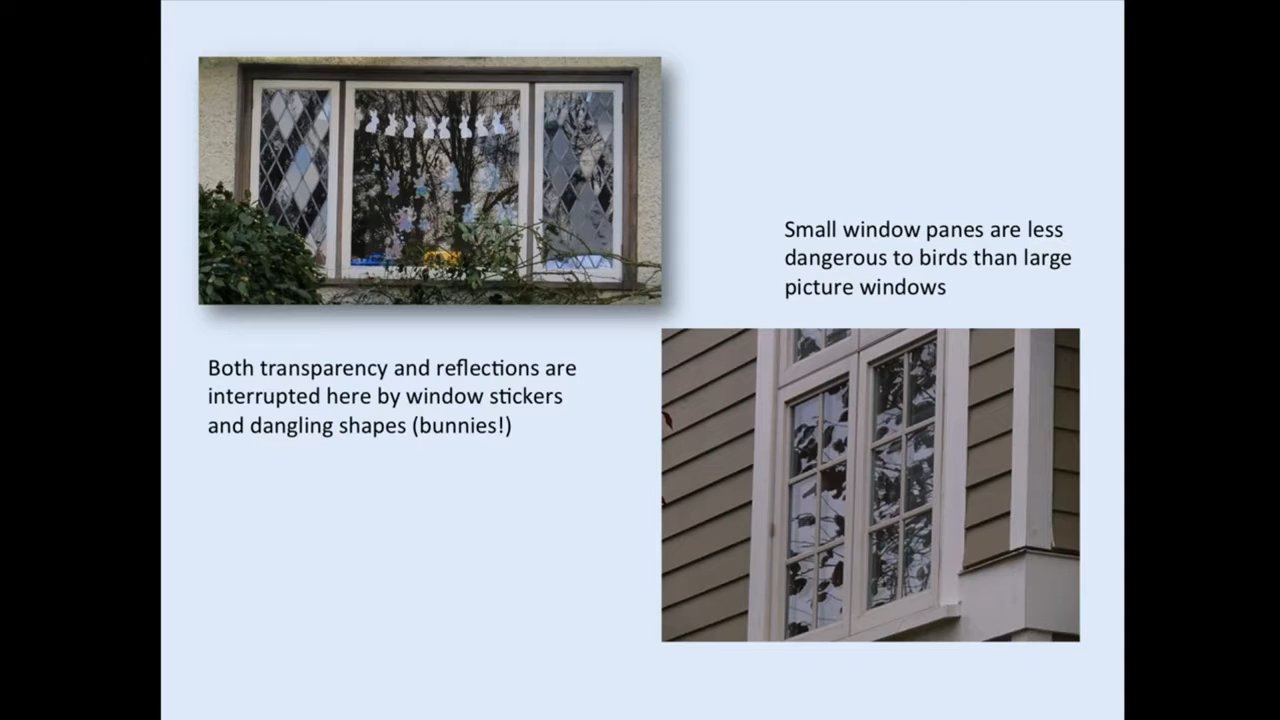 Small window panes are less
dangerous to birds than large
picture windows
Both transparency and reflections are
interrupted here by window stickers
and dangling shapes (bunnies!)